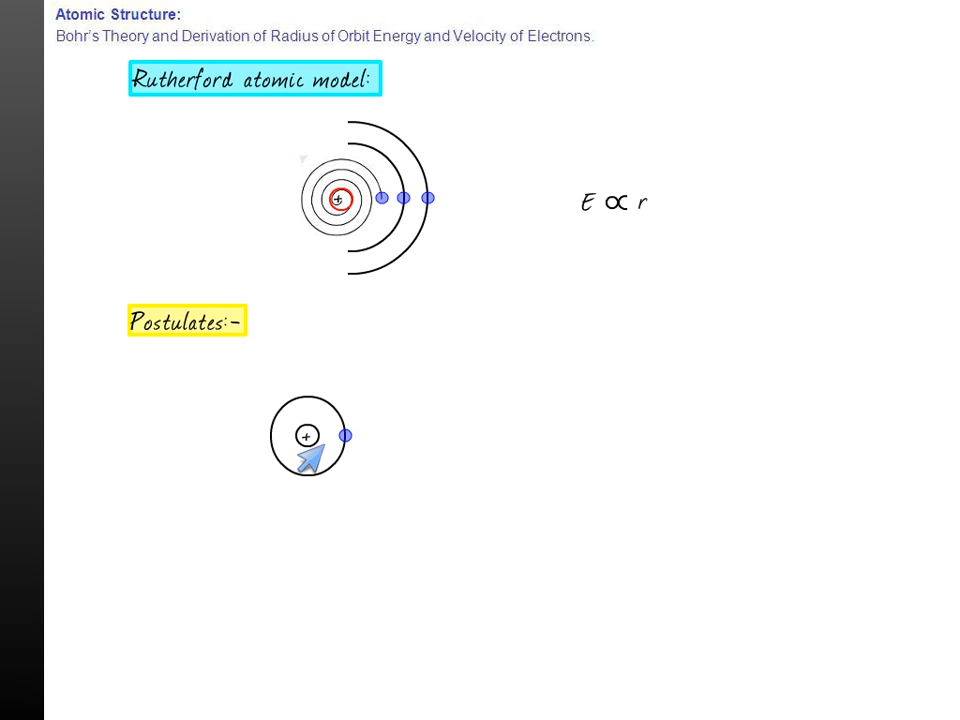 Atomic Structure:
Bohr's Theory and Derivation of Radius of Orbit Energy and Velocity of Electrons.
Rutherford atomic model:
+
E ∝ r
Postulates:-
+